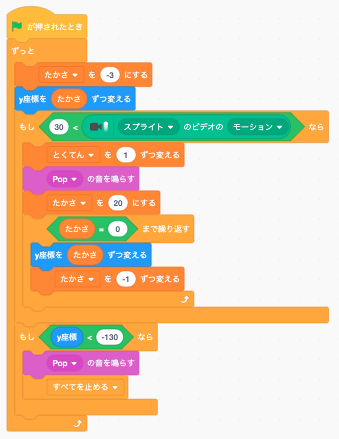 が押されたとき
ずっと
たかさ を -3 にする
y座標を たかさ ずつ変える
もし 30 < スプライト のビデオの モーション なら
とくてん を 1 ずつ変える
Pop の音を鳴らす
たかさ を 20 にする
たかさ = 0 まで繰り返す
y座標を たかさ ずつ変える
たかさ を -1 ずつ変える
もし y座標 < -130 なら
Pop の音を鳴らす
すべてを止める